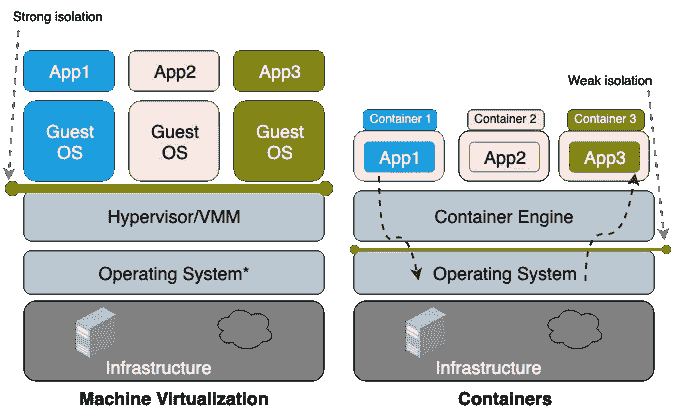 Strong isolation
App1
App2
App3
Guest
OS
Guest
OS
Guest
OS
Hypervisor/VMM
Operating System*
Infrastructure
Machine Virtualization
Weak isolation
Container 1
Container 2
Container 3
App1
App2
App3
Container Engine
Operating System
Infrastructure
Containers